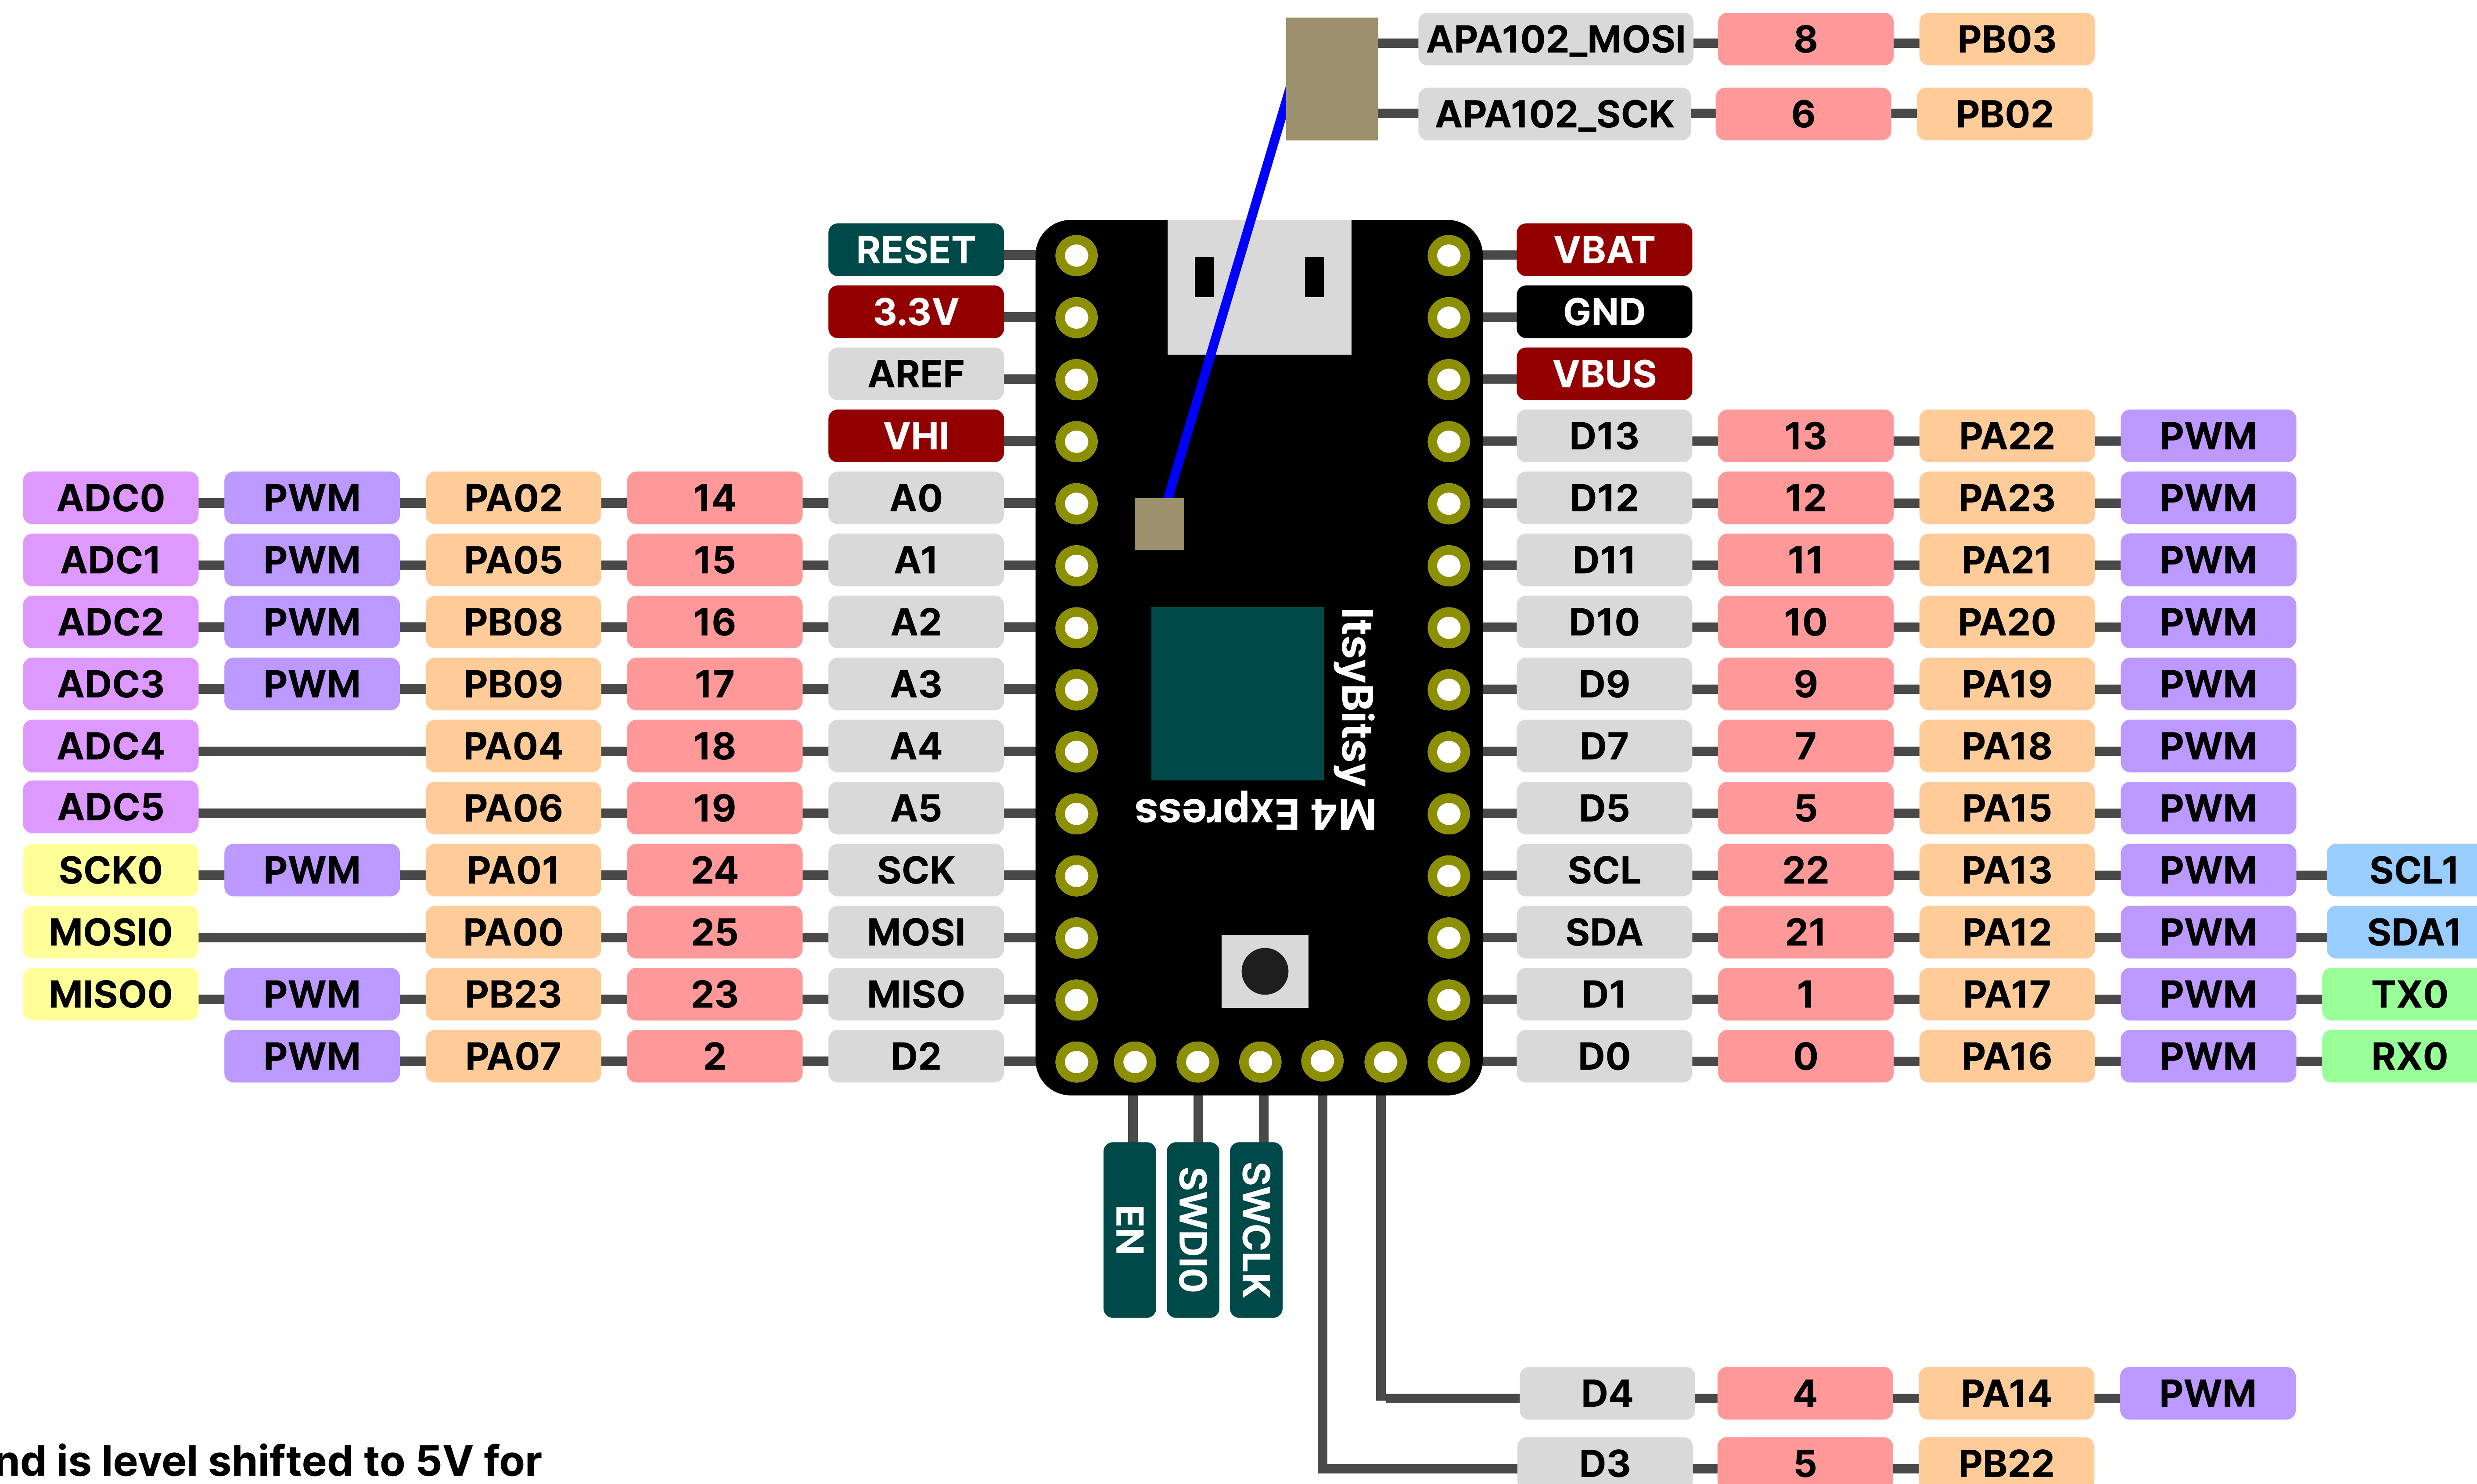 APA102_MOSI 8 PB03
APA102_SCK 6 PB02
RESET VBAT
3.3V GND
AREF VBUS
VHI D13 13 PA22 PWM
ADC0 PWM PA02 14 A0 D12 12 PA23 PWM
ADC1 PWM PA05 15 A1 D11 11 PA21 PWM
ADC2 PWM PB08 16 A2 D10 10 PA20 PWM
ADC3 PWM PB09 17 A3 D9 9 PA19 PWM
ADC4 PA04 18 A4 D7 7 PA18 PWM
ADC5 PA06 19 A5 D5 5 PA15 PWM
SCK0 PWM PA01 24 SCK SCL 22 PA13 PWM SCL1
MOSI0 PA00 25 MOSI SDA 21 PA12 PWM SDA1
MISO0 PWM PB23 23 MISO D1 1 PA17 PWM TX0
PWM PA07 2 D2 D0 0 PA16 PWM RX0
ItsyBitsy
M4 Express
EN
SWDI0
SWCLK
D4 4 PA14 PWM
D3 5 PB22
nd is level shifted to 5V for